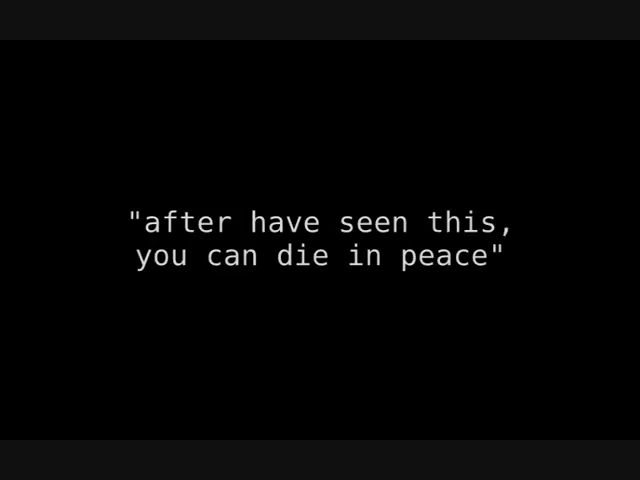 "after have seen this,
you can die in peace"